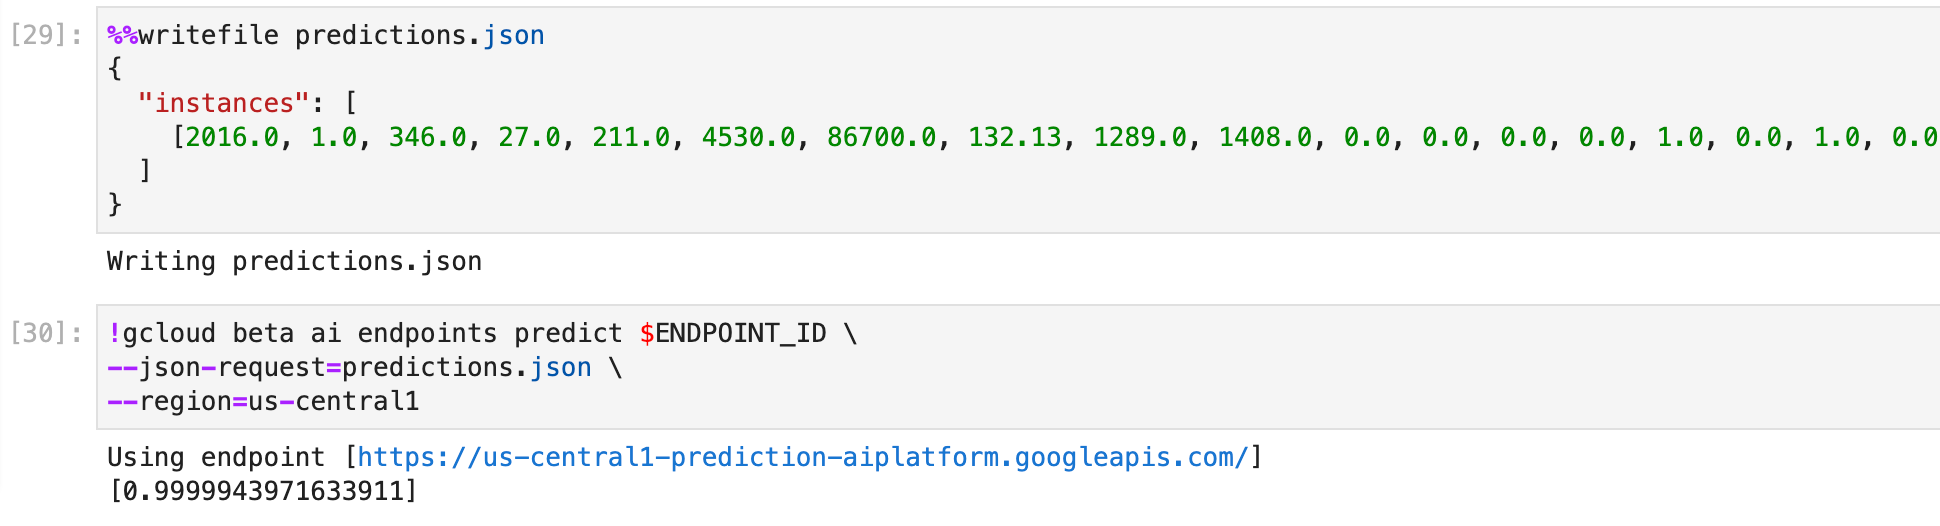 [29]:
%%writefile predictions.json
{
"instances": [
[2016.0, 1.0, 346.0, 27.0, 211.0, 4530.0, 86700.0, 132.13, 1289.0, 1408.0, 0.0, 0.0, 0.0, 0.0, 1.0, 0.0, 1.0, 0.0
]
}
Writing predictions.json
[30]:
!gcloud beta ai endpoints predict $ENDPOINT_ID \
--json-request=predictions.json \
--region=us-central1
Using endpoint [https://us-central1-prediction-aiplatform.googleapis.com/]
[0.9999943971633911]